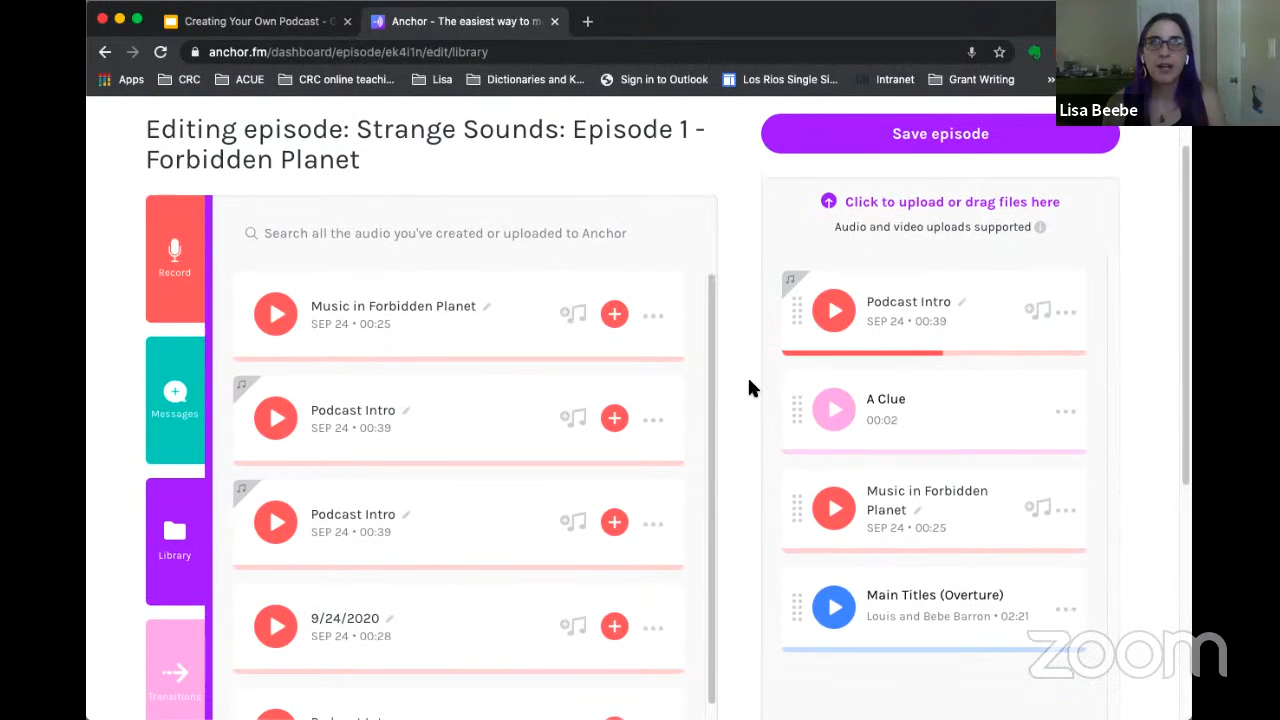 Creating Your Own Podcast - G
Anchor - The easiest way to m
anchor.fm/dashboard/episode/ek4i1n/edit/library
Apps
CRC
ACUE
CRC online teachi...
Lisa
Dictionaries and K...
Sign in to Outlook
Los Rios Single Si...
Intranet
Grant Writing
»
Lisa Beebe
Editing episode: Strange Sounds: Episode 1 -
Forbidden Planet
Save episode
Record
Messages
Library
Transitions
Search all the audio you've created or uploaded to Anchor
Music in Forbidden Planet
SEP 24 • 00:25
Podcast Intro
SEP 24 • 00:39
Podcast Intro
SEP 24 • 00:39
9/24/2020
SEP 24 • 00:28
Click to upload or drag files here
Audio and video uploads supported
Podcast Intro
SEP 24 • 00:39
A Clue
00:02
Music in Forbidden
Planet
SEP 24 • 00:25
Main Titles (Overture)
Louis and Bebe Barron • 02:21
zoom